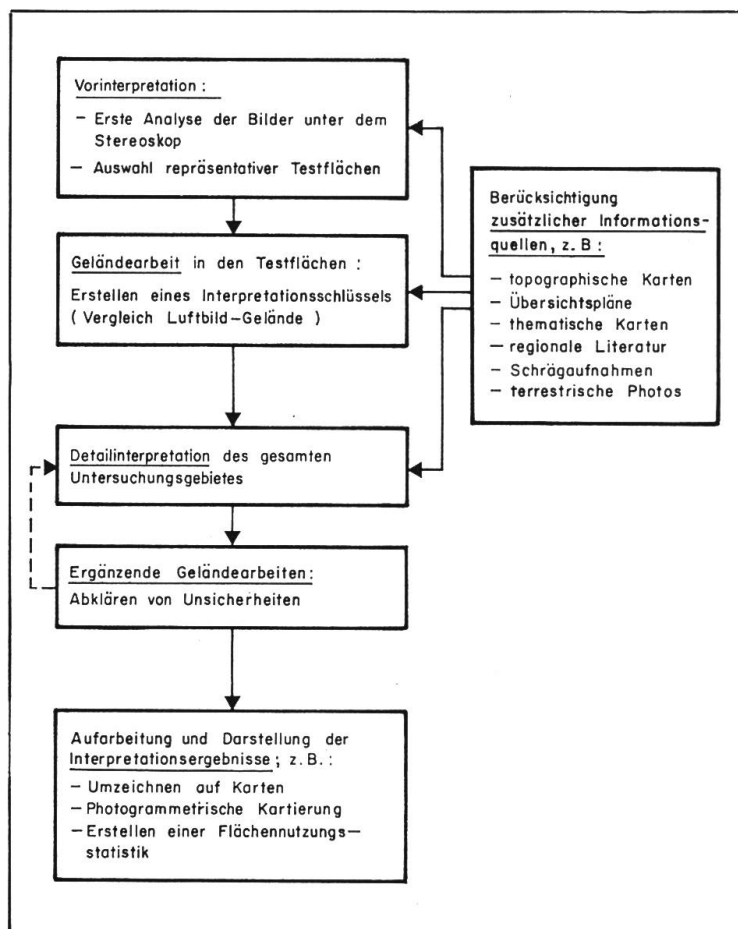 Vorinterpretation :
– Erste Analyse der Bilder unter dem
Stereoskop
– Auswahl repräsentativer Testflächen
Geländearbeit in den Testflächen :
Erstellen eines Interpretationsschlüssels
( Vergleich Luftbild-Gelände )
Detailinterpretation des gesamten
Untersuchungsgebietes
Ergänzende Geländearbeiten:
Abklären von Unsicherheiten
Aufarbeitung und Darstellung der
Interpretationsergebnisse; z.B.:
– Umzeichnen auf Karten
– Photogrammetrische Kartierung
– Erstellen einer Flächennutzungs–
statistik
Berücksichtigung
zusätzlicher Informations-
quellen, z. B :
– topographische Karten
– Übersichtspläne
– thematische Karten
– regionale Literatur
– Schrägaufnahmen
– terrestrische Photos